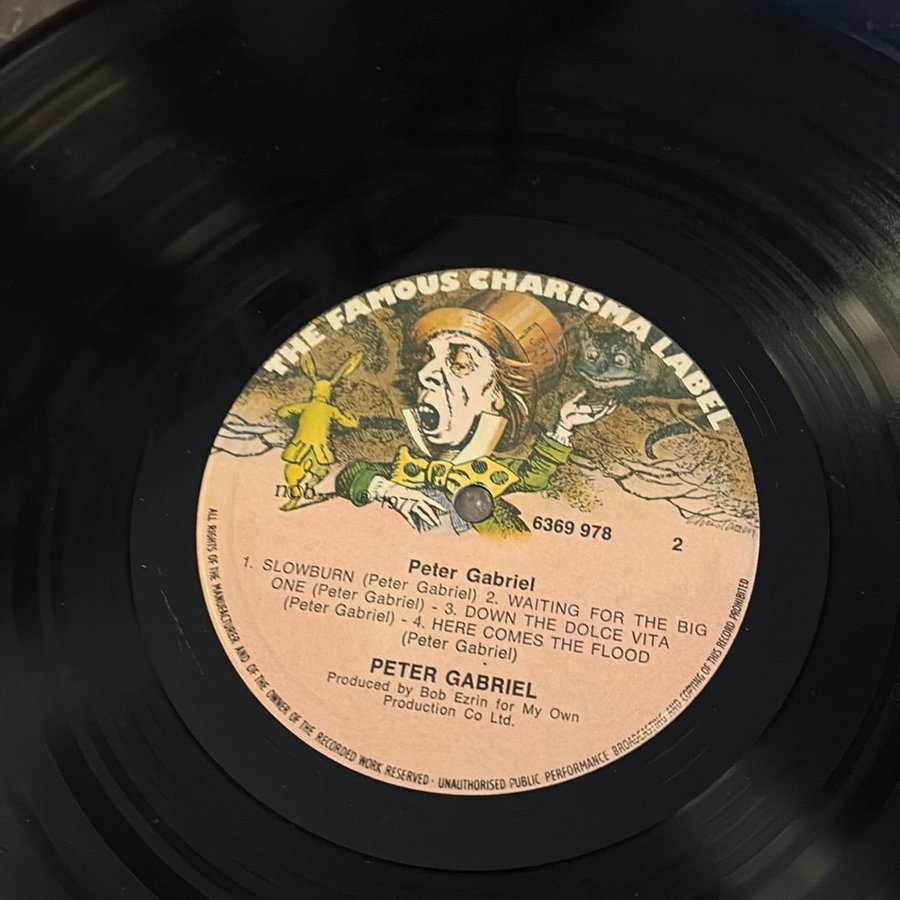 THE FAMOUS CHARISMA LABEL
ncb ℗ 1977
6369 978
2
Peter Gabriel
1. SLOWBURN (Peter Gabriel) 2. WAITING FOR THE BIG
ONE (Peter Gabriel) - 3. DOWN THE DOLCE VITA
(Peter Gabriel) - 4. HERE COMES THE FLOOD
(Peter Gabriel)
PETER GABRIEL
Produced by Bob Ezrin for My Own
Production Co Ltd.
ALL RIGHTS OF THE MANUFACTURER AND OF THE OWNER OF THE RECORDED WORK RESERVED · UNAUTHORISED PUBLIC PERFORMANCE BROADCASTING AND COPYING OF THIS RECORD PROHIBITED